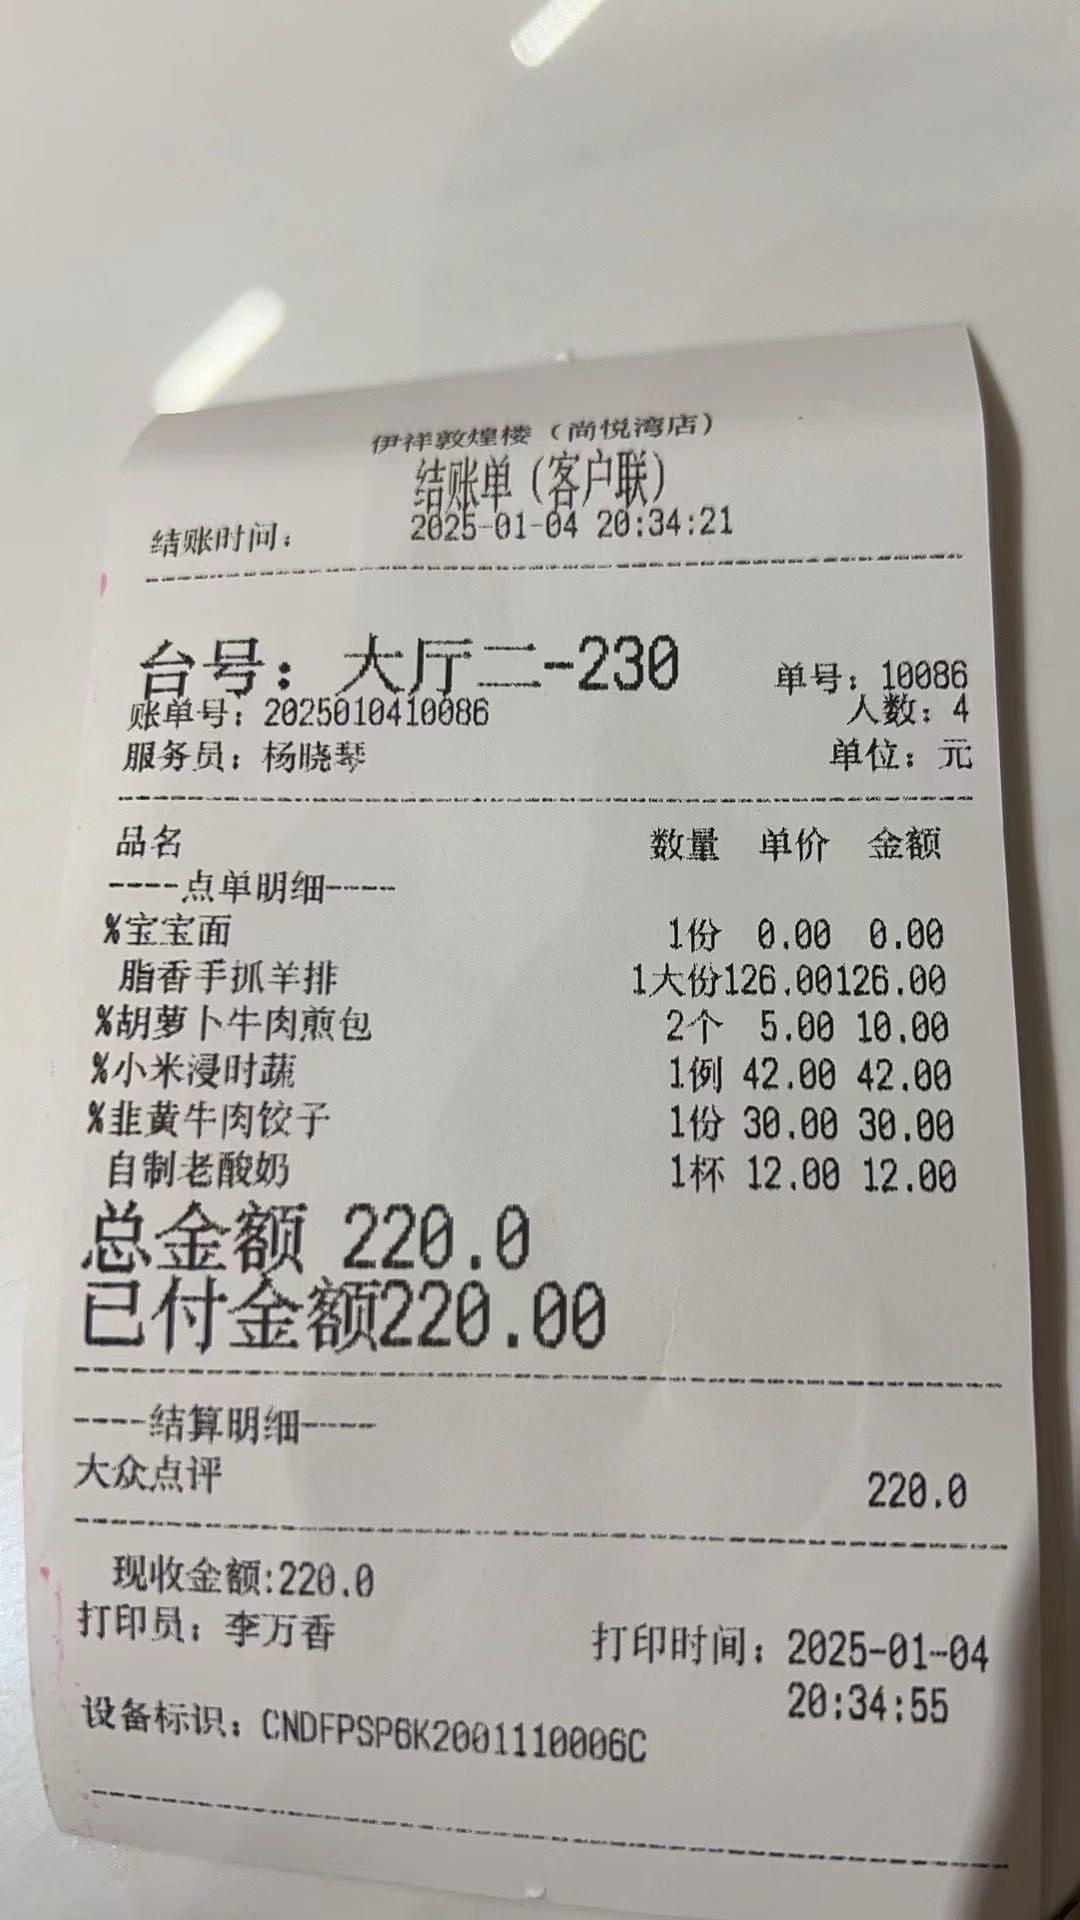 伊祥敦煌楼（尚悦湾店）
结账单（客户联）
结账时间： 2025-01-04 20:34:21
台号：大厅二-230 单号：10086
账单号：2025010410086 人数：4
服务员：杨晓琴 单位：元
品名 数量 单价 金额
----点单明细----
%宝宝面 1份 0.00 0.00
脂香手抓羊排 1大份126.00126.00
%胡萝卜牛肉煎包 2个 5.00 10.00
%小米浸时蔬 1例 42.00 42.00
%韭黄牛肉饺子 1份 30.00 30.00
自制老酸奶 1杯 12.00 12.00
总金额 220.0
已付金额220.00
----结算明细----
大众点评 220.0
现收金额:220.0
打印员：李万香 打印时间：2025-01-04
20:34:55
设备标识：CNDFPSP6K2001110006C